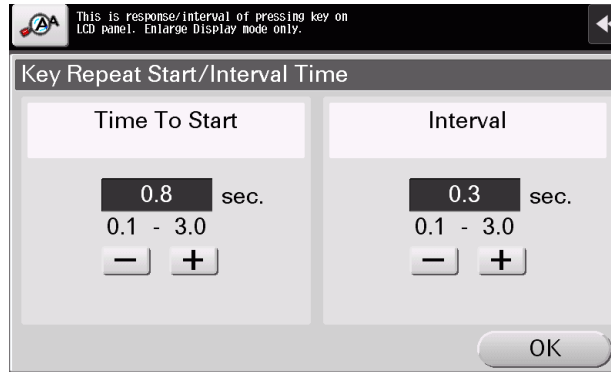 This is response/interval of pressing key on
LCD panel. Enlarge Display mode only.
Key Repeat Start/Interval Time
Time To Start
Interval
0.8 sec.
0.3 sec.
0.1 - 3.0
0.1 - 3.0
− +
− +
OK